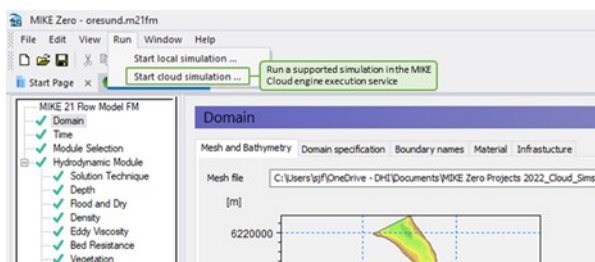 MIKE Zero - oresund.m21fm
File Edit View Run Window Help
Start local simulation ...
Start cloud simulation ...
Run a supported simulation in the MIKE
Cloud engine execution service
Start Page
MIKE 21 Flow Model FM
Domain
Time
Module Selection
Hydrodynamic Module
Solution Technique
Depth
Flood and Dry
Density
Eddy Viscosity
Bed Resistance
Vegetation
Domain
Mesh and Bathymetry Domain specification Boundary names Material Infrastucture
Mesh file C:\Users\sjf\OneDrive - DHI\Documents\MIKE Zero Projects 2022_Cloud_Sims
[m]
6220000